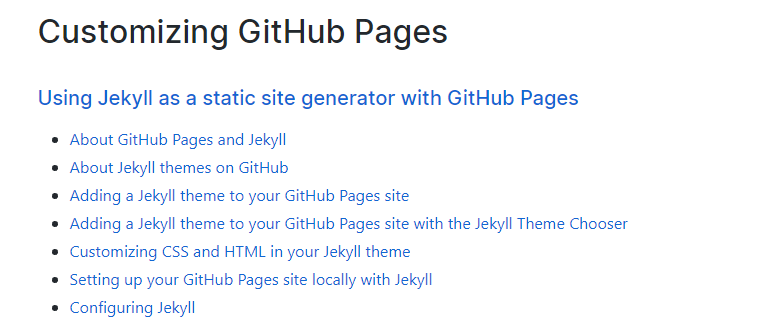 Customizing GitHub Pages
Using Jekyll as a static site generator with GitHub Pages
About GitHub Pages and Jekyll
About Jekyll themes on GitHub
Adding a Jekyll theme to your GitHub Pages site
Adding a Jekyll theme to your GitHub Pages site with the Jekyll Theme Chooser
Customizing CSS and HTML in your Jekyll theme
Setting up your GitHub Pages site locally with Jekyll
Configuring Jekyll